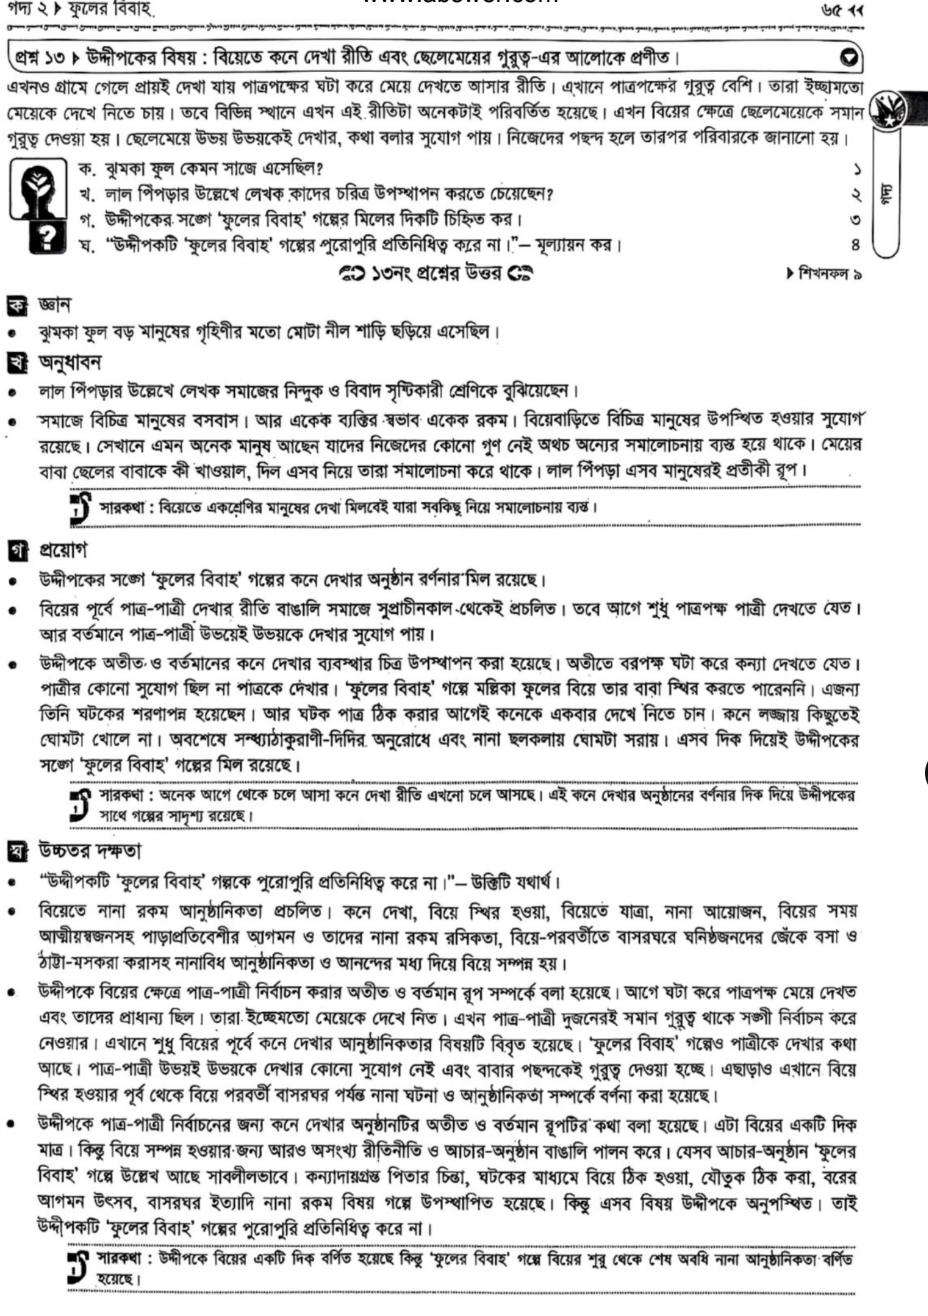 গদ্য ২ ▶ ফুলের বিবাহ
৬৫ ◀◀
প্রশ্ন ১৩ ▶ উদ্দীপকের বিষয় : বিয়েতে কনে দেখা রীতি এবং ছেলেমেয়ের গুরুত্ব-এর আলোকে প্রণীত।
এখনও গ্রামে গেলে প্রায়ই দেখা যায় পাত্রপক্ষের ঘটা করে মেয়ে দেখতে আসার রীতি। এখানে পাত্রপক্ষের গুরুত্ব বেশি। তারা ইচ্ছামতো
মেয়েকে দেখে নিতে চায়। তবে বিভিন্ন স্থানে এখন এই রীতিটা অনেকটাই পরিবর্তিত হয়েছে। এখন বিয়ের ক্ষেত্রে ছেলেমেয়েকে সমান
গুরুত্ব দেওয়া হয়। ছেলেমেয়ে উভয় উভয়কেই দেখার, কথা বলার সুযোগ পায়। নিজেদের পছন্দ হলে তারপর পরিবারকে জানানো হয়।
গদ্য
ক. ঝুমকা ফুল কেমন সাজে এসেছিল? ১
খ. লাল পিঁপড়ার উল্লেখে লেখক কাদের চরিত্র উপস্থাপন করতে চেয়েছেন? ২
গ. উদ্দীপকের সঙ্গে ‘ফুলের বিবাহ’ গল্পের মিলের দিকটি চিহ্নিত কর। ৩
ঘ. “উদ্দীপকটি ‘ফুলের বিবাহ’ গল্পের পুরোপুরি প্রতিনিধিত্ব করে না।”— মূল্যায়ন কর। ৪
১৩নং প্রশ্নের উত্তর
▶ শিখনফল ৯
ক জ্ঞান
● ঝুমকা ফুল বড় মানুষের গৃহিণীর মতো মোটা নীল শাড়ি ছড়িয়ে এসেছিল।
খ অনুধাবন
● লাল পিঁপড়ার উল্লেখে লেখক সমাজের নিন্দুক ও বিবাদ সৃষ্টিকারী শ্রেণিকে বুঝিয়েছেন।
● সমাজে বিচিত্র মানুষের বসবাস। আর একেক ব্যক্তির স্বভাব একেক রকম। বিয়েবাড়িতে বিচিত্র মানুষের উপস্থিত হওয়ার সুযোগ
রয়েছে। সেখানে এমন অনেক মানুষ আছেন যাদের নিজেদের কোনো গুণ নেই অথচ অন্যের সমালোচনায় ব্যস্ত হয়ে থাকে। মেয়ের
বাবা ছেলের বাবাকে কী খাওয়াল, দিল এসব নিয়ে তারা সমালোচনা করে থাকে। লাল পিঁপড়া এসব মানুষেরই প্রতীকী রূপ।
সারকথা : বিয়েতে একশ্রেণির মানুষের দেখা মিলবেই যারা সবকিছু নিয়ে সমালোচনায় ব্যস্ত।
গ প্রয়োগ
● উদ্দীপকের সঙ্গে ‘ফুলের বিবাহ’ গল্পের কনে দেখার অনুষ্ঠান বর্ণনার মিল রয়েছে।
● বিয়ের পূর্বে পাত্র-পাত্রী দেখার রীতি বাঙালি সমাজে সুপ্রাচীনকাল থেকেই প্রচলিত। তবে আগে শুধু পাত্রপক্ষ পাত্রী দেখতে যেত।
আর বর্তমানে পাত্র-পাত্রী উভয়েই উভয়কে দেখার সুযোগ পায়।
● উদ্দীপকে অতীত ও বর্তমানের কনে দেখার ব্যবস্থার চিত্র উপস্থাপন করা হয়েছে। অতীতে বরপক্ষ ঘটা করে কন্যা দেখতে যেত।
পাত্রীর কোনো সুযোগ ছিল না পাত্রকে দেখার। ‘ফুলের বিবাহ’ গল্পে মল্লিকা ফুলের বিয়ে তার বাবা স্থির করতে পারেননি। এজন্য
তিনি ঘটকের শরণাপন্ন হয়েছেন। আর ঘটক পাত্র ঠিক করার আগেই কনেকে একবার দেখে নিতে চান। কনে লজ্জায় কিছুতেই
ঘোমটা খোলে না। অবশেষে সন্ধ্যাঠাকুরাণী-দিদির অনুরোধে এবং নানা ছলকলায় ঘোমটা সরায়। এসব দিক দিয়েই উদ্দীপকের
সঙ্গে ‘ফুলের বিবাহ’ গল্পের মিল রয়েছে।
সারকথা : অনেক আগে থেকে চলে আসা কনে দেখা রীতি এখনো চলে আসছে। এই কনে দেখার অনুষ্ঠানের বর্ণনার দিক দিয়ে উদ্দীপকের
সাথে গল্পের সাদৃশ্য রয়েছে।
ঘ উচ্চতর দক্ষতা
● “উদ্দীপকটি ‘ফুলের বিবাহ’ গল্পকে পুরোপুরি প্রতিনিধিত্ব করে না।”— উক্তিটি যথার্থ।
● বিয়েতে নানা রকম আনুষ্ঠানিকতা প্রচলিত। কনে দেখা, বিয়ে স্থির হওয়া, বিয়েতে যাত্রা, নানা আয়োজন, বিয়ের সময়
আত্মীয়স্বজনসহ পাড়াপ্রতিবেশীর আগমন ও তাদের নানা রকম রসিকতা, বিয়ে-পরবর্তীতে বাসরঘরে ঘনিষ্ঠজনদের জেঁকে বসা ও
ঠাট্টা-মসকরা করাসহ নানাবিধ আনুষ্ঠানিকতা ও আনন্দের মধ্য দিয়ে বিয়ে সম্পন্ন হয়।
● উদ্দীপকে বিয়ের ক্ষেত্রে পাত্র-পাত্রী নির্বাচন করার অতীত ও বর্তমান রূপ সম্পর্কে বলা হয়েছে। আগে ঘটা করে পাত্রপক্ষ মেয়ে দেখত
এবং তাদের প্রাধান্য ছিল। তারা ইচ্ছেমতো মেয়েকে দেখে নিত। এখন পাত্র-পাত্রী দুজনেরই সমান গুরুত্ব থাকে সঙ্গী নির্বাচন করে
নেওয়ার। এখানে শুধু বিয়ের পূর্বে কনে দেখার আনুষ্ঠানিকতার বিষয়টি বিবৃত হয়েছে। ‘ফুলের বিবাহ’ গল্পেও পাত্রীকে দেখার কথা
আছে। পাত্র-পাত্রী উভয়ই উভয়কে দেখার কোনো সুযোগ নেই এবং বাবার পছন্দকেই গুরুত্ব দেওয়া হচ্ছে। এছাড়াও এখানে বিয়ে
স্থির হওয়ার পূর্ব থেকে বিয়ে পরবর্তী বাসরঘর পর্যন্ত নানা ঘটনা ও আনুষ্ঠানিকতা সম্পর্কে বর্ণনা করা হয়েছে।
● উদ্দীপকে পাত্র-পাত্রী নির্বাচনের জন্য কনে দেখার অনুষ্ঠানটির অতীত ও বর্তমান রূপটির কথা বলা হয়েছে। এটা বিয়ের একটি দিক
মাত্র। কিন্তু বিয়ে সম্পন্ন হওয়ার জন্য আরও অসংখ্য রীতিনীতি ও আচার-অনুষ্ঠান বাঙালি পালন করে। যেসব আচার-অনুষ্ঠান ‘ফুলের
বিবাহ’ গল্পে উল্লেখ আছে সাবলীলভাবে। কন্যাদায়গ্রস্ত পিতার চিন্তা, ঘটকের মাধ্যমে বিয়ে ঠিক হওয়া, যৌতুক ঠিক করা, বরের
আগমন উৎসব, বাসরঘর ইত্যাদি নানা রকম বিষয় গল্পে উপস্থাপিত হয়েছে। কিন্তু এসব বিষয় উদ্দীপকে অনুপস্থিত। তাই
উদ্দীপকটি ‘ফুলের বিবাহ’ গল্পের পুরোপুরি প্রতিনিধিত্ব করে না।
সারকথা : উদ্দীপকে বিয়ের একটি দিক বর্ণিত হয়েছে কিন্তু ‘ফুলের বিবাহ’ গল্পে বিয়ের শুরু থেকে শেষ অবধি নানা আনুষ্ঠানিকতা বর্ণিত
হয়েছে।